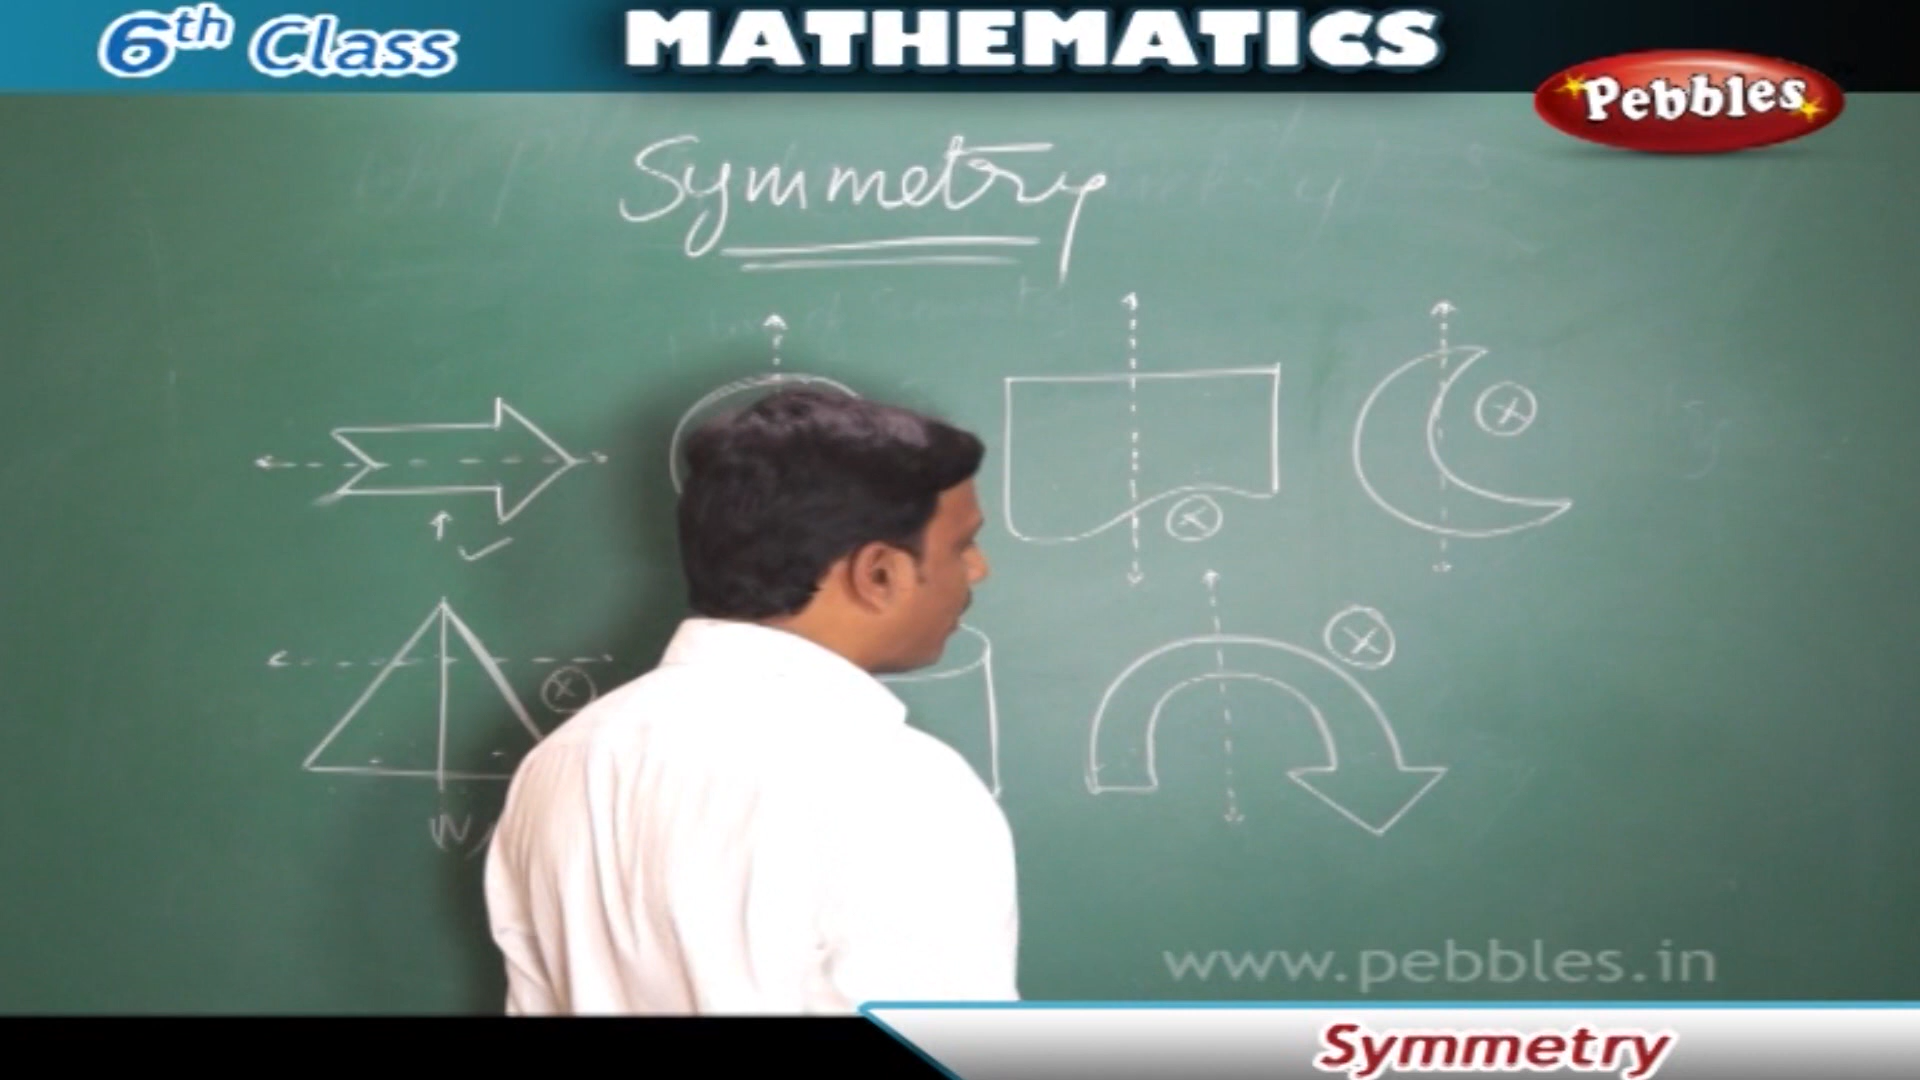 6th Class
MATHEMATICS
Pebbles
Symmetry
www.pebbles.in
Symmetry